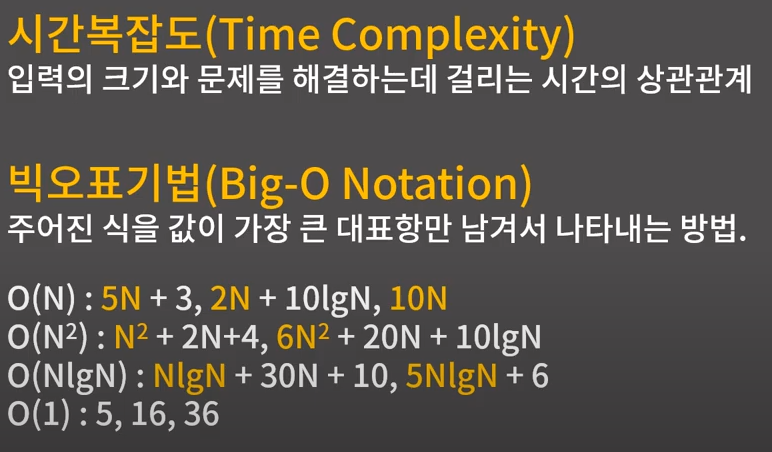 시간복잡도(Time Complexity)
입력의 크기와 문제를 해결하는데 걸리는 시간의 상관관계
빅오표기법(Big-O Notation)
주어진 식을 값이 가장 큰 대표항만 남겨서 나타내는 방법.
O(N) : 5N + 3, 2N + 10lgN, 10N
O(N²) : N² + 2N+4, 6N² + 20N + 10lgN
O(NlgN) : NlgN + 30N + 10, 5NlgN + 6
O(1) : 5, 16, 36